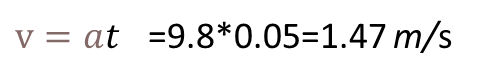 v = at =9.8*0.05=1.47 m/s